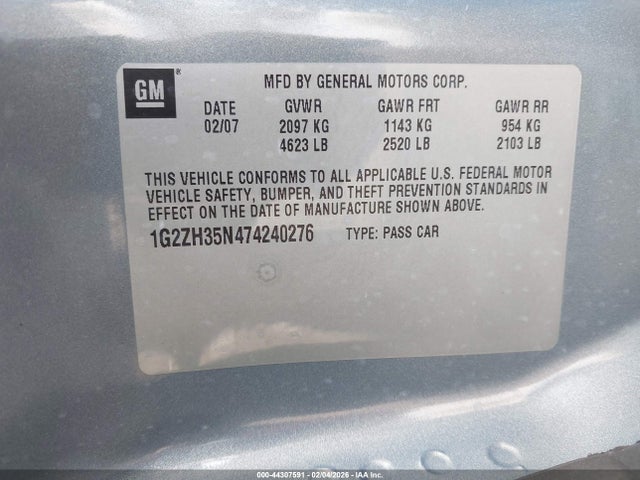 GM®
MFD BY GENERAL MOTORS CORP.
DATE GVWR GAWR FRT GAWR RR
02/07 2097 KG 1143 KG 954 KG
4623 LB 2520 LB 2103 LB
THIS VEHICLE CONFORMS TO ALL APPLICABLE U.S. FEDERAL MOTOR
VEHICLE SAFETY, BUMPER, AND THEFT PREVENTION STANDARDS IN
EFFECT ON THE DATE OF MANUFACTURE SHOWN ABOVE.
1G2ZH35N474240276 TYPE: PASS CAR
000-44307591 - 02/04/2026 - IAAI.com